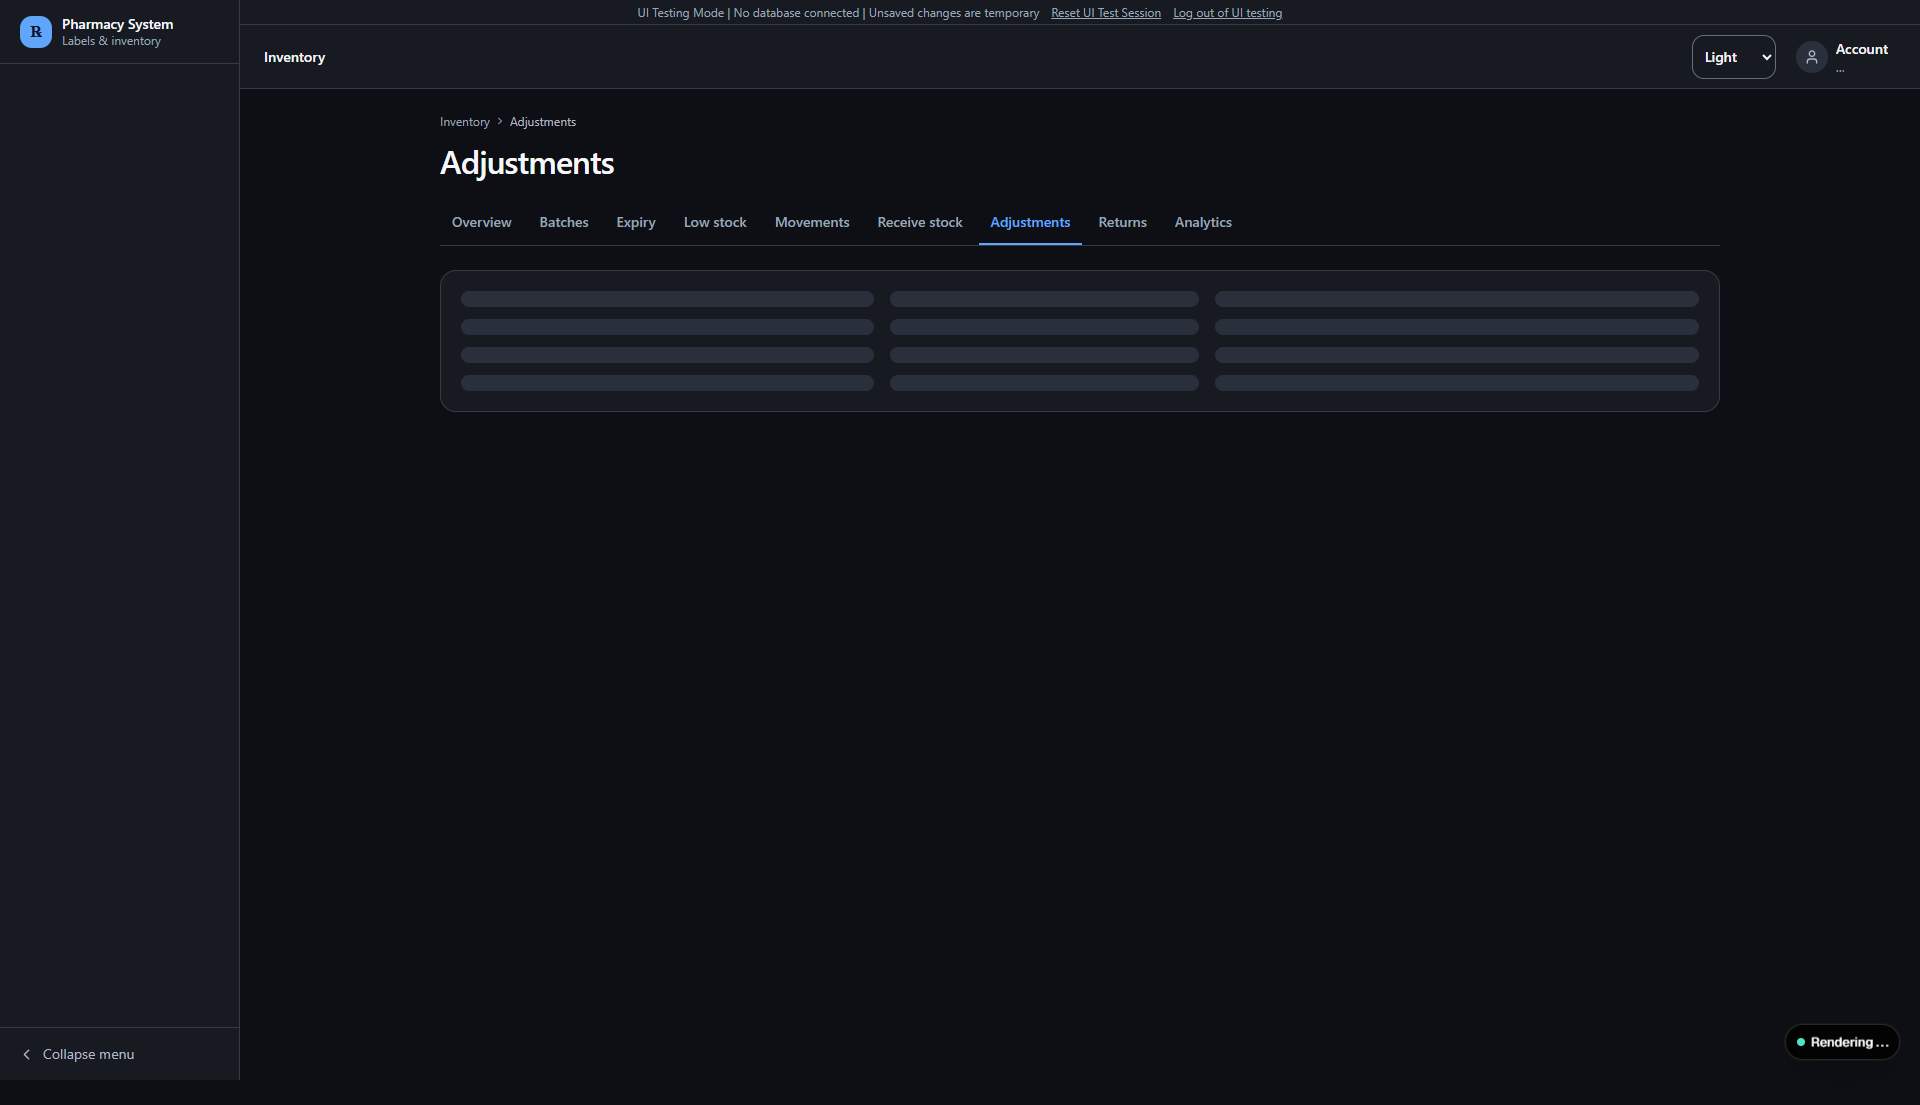 UI Testing Mode | No database connected | Unsaved changes are temporary Reset UI Test Session Log out of UI testing
℞ Pharmacy System
Labels & inventory
Inventory
Light
Account
...
Inventory > Adjustments
Adjustments
Overview Batches Expiry Low stock Movements Receive stock Adjustments Returns Analytics
Collapse menu
Rendering ...